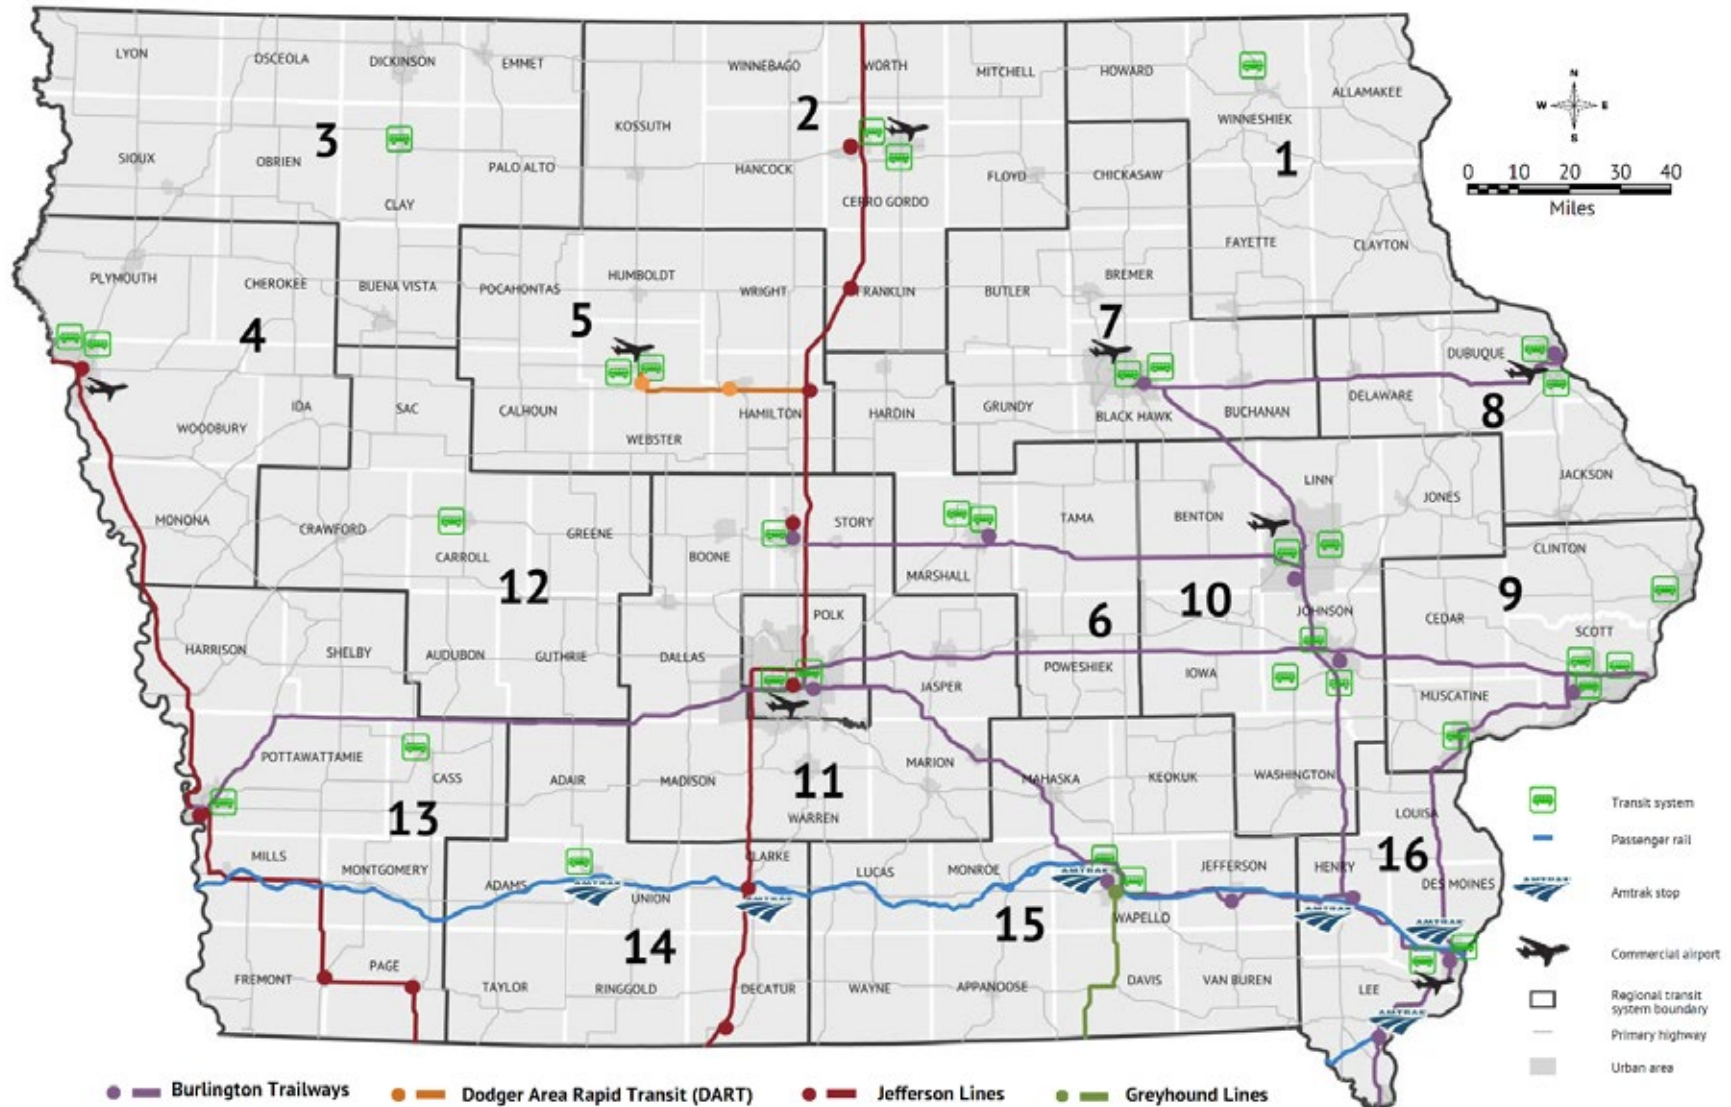 LYON
OSCEOLA
DICKINSON
EMMET
WINNEBAGO
WORTH
MITCHELL
HOWARD
ALLAMAKEE
WINNESHIEK
N
W
E
S
0 10 20 30 40
Miles
3
2
1
KOSSUTH
SIOUX
OBRIEN
PALO ALTO
HANCOCK
FLOYD
CHICKASAW
CLAY
CERRO GORDO
FAYETTE
CLAYTON
PLYMOUTH
CHEROKEE
BUENA VISTA
POCAHONTAS
HUMBOLDT
WRIGHT
FRANKLIN
BUTLER
BREMER
4
5
7
8
DUBUQUE
WOODBURY
IDA
SAC
CALHOUN
WEBSTER
HAMILTON
HARDIN
GRUNDY
BLACK HAWK
BUCHANAN
DELAWARE
JACKSON
LINN
JONES
MONONA
CRAWFORD
CARROLL
GREENE
BOONE
STORY
MARSHALL
TAMA
BENTON
CLINTON
12
6
10
9
HARRISON
SHELBY
AUDUBON
GUTHRIE
DALLAS
POLK
JASPER
POWESHIEK
IOWA
JOHNSON
CEDAR
SCOTT
MUSCATINE
POTTAWATTAMIE
CASS
ADAIR
MADISON
WARREN
MARION
MAHASKA
KEOKUK
WASHINGTON
LOUISA
13
11
16
Transit system
Passenger rail
Amtrak stop
Commercial airport
Regional transit
system boundary
Primary highway
Urban area
MILLS
MONTGOMERY
ADAMS
UNION
CLARKE
LUCAS
MONROE
WAPELLO
JEFFERSON
HENRY
DES MOINES
AMTRAK
AMTRAK
AMTRAK
AMTRAK
AMTRAK
AMTRAK
14
15
FREMONT
PAGE
TAYLOR
RINGGOLD
DECATUR
WAYNE
APPANOOSE
DAVIS
VAN BUREN
LEE
Burlington Trailways
Dodger Area Rapid Transit (DART)
Jefferson Lines
Greyhound Lines